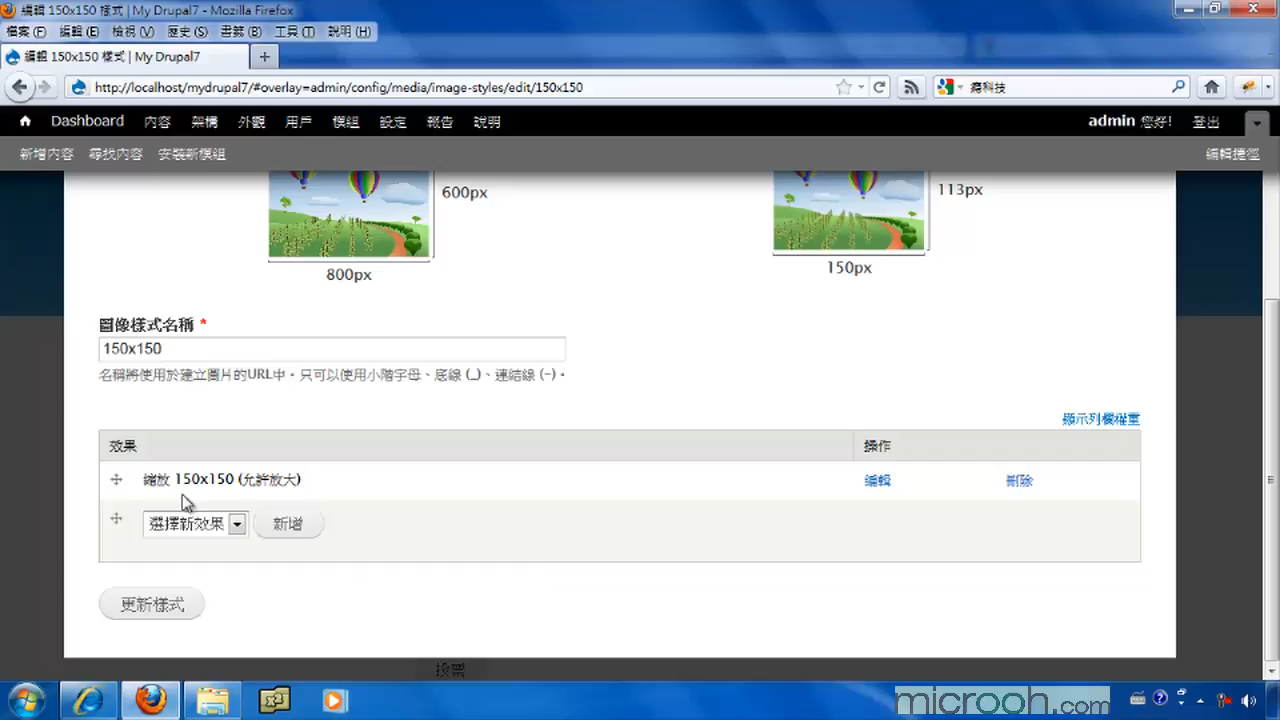 編輯 150x150 樣式 | My Drupal7 - Mozilla Firefox
檔案 (F) 編輯 (E) 檢視 (V) 歷史 (S) 書籤 (B) 工具 (T) 說明 (H)
編輯 150x150 樣式 | My Drupal7
http://localhost/mydrupal7/#overlay=admin/config/media/image-styles/edit/150x150
癮科技
Dashboard 內容 架構 外觀 用戶 模組 設定 報告 說明 admin 您好! 登出
新增內容 尋找內容 安裝新模組 編輯捷徑
600px 113px
800px 150px
圖像樣式名稱 *
150x150
名稱將使用於建立圖片的URL中。只可以使用小階字母、底線 (_)、連結線 (-)。
顯示列欄權重
效果 操作
縮放 150x150 (允許放大) 編輯 刪除
選擇新效果 新增
更新樣式
投票
microoh.com